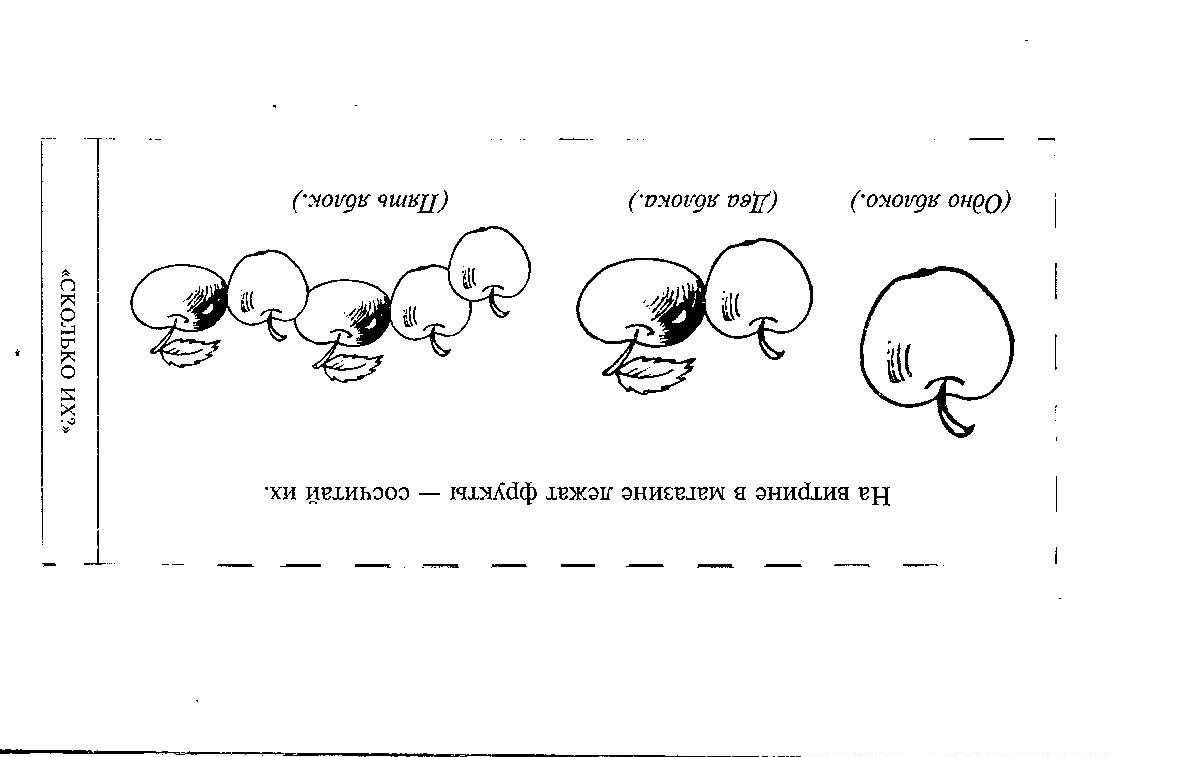 «СКОЛЬКО ИХ?»
На витрине в магазине лежат фрукты — сосчитай их.
(Одно яблоко.)
(Два яблока.)
(Пять яблок.)